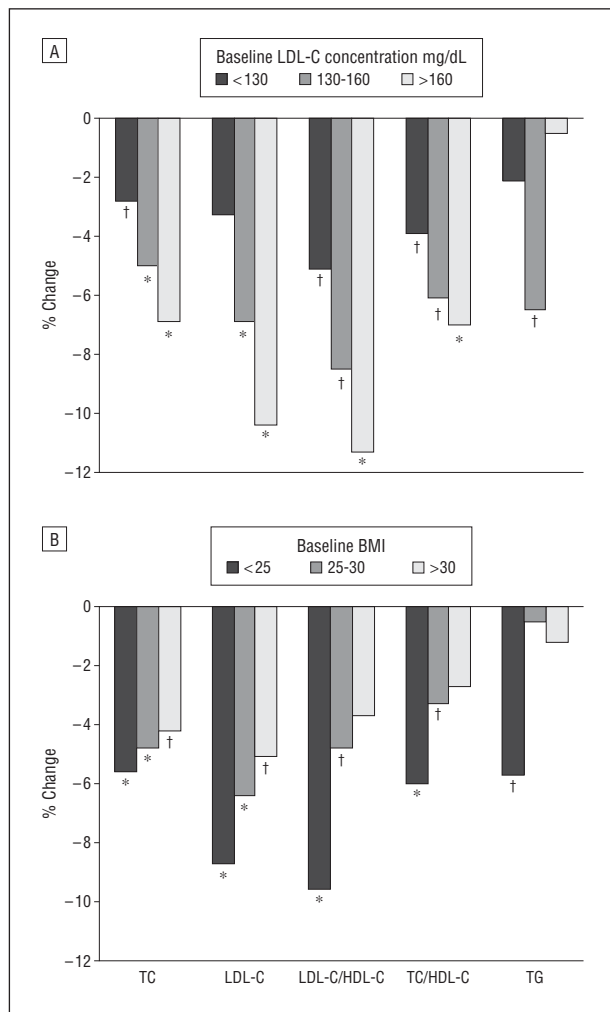 A
Baseline LDL-C concentration mg/dL
<130 130-160 >160
0
−2
−4
−6
−8
−10
−12
% Change
† * *
* *
† † *
† † *
†
B
Baseline BMI
<25 25-30 >30
0
−2
−4
−6
−8
−10
−12
% Change
* * †
* * †
* †
* †
†
TC LDL-C LDL-C/HDL-C TC/HDL-C TG